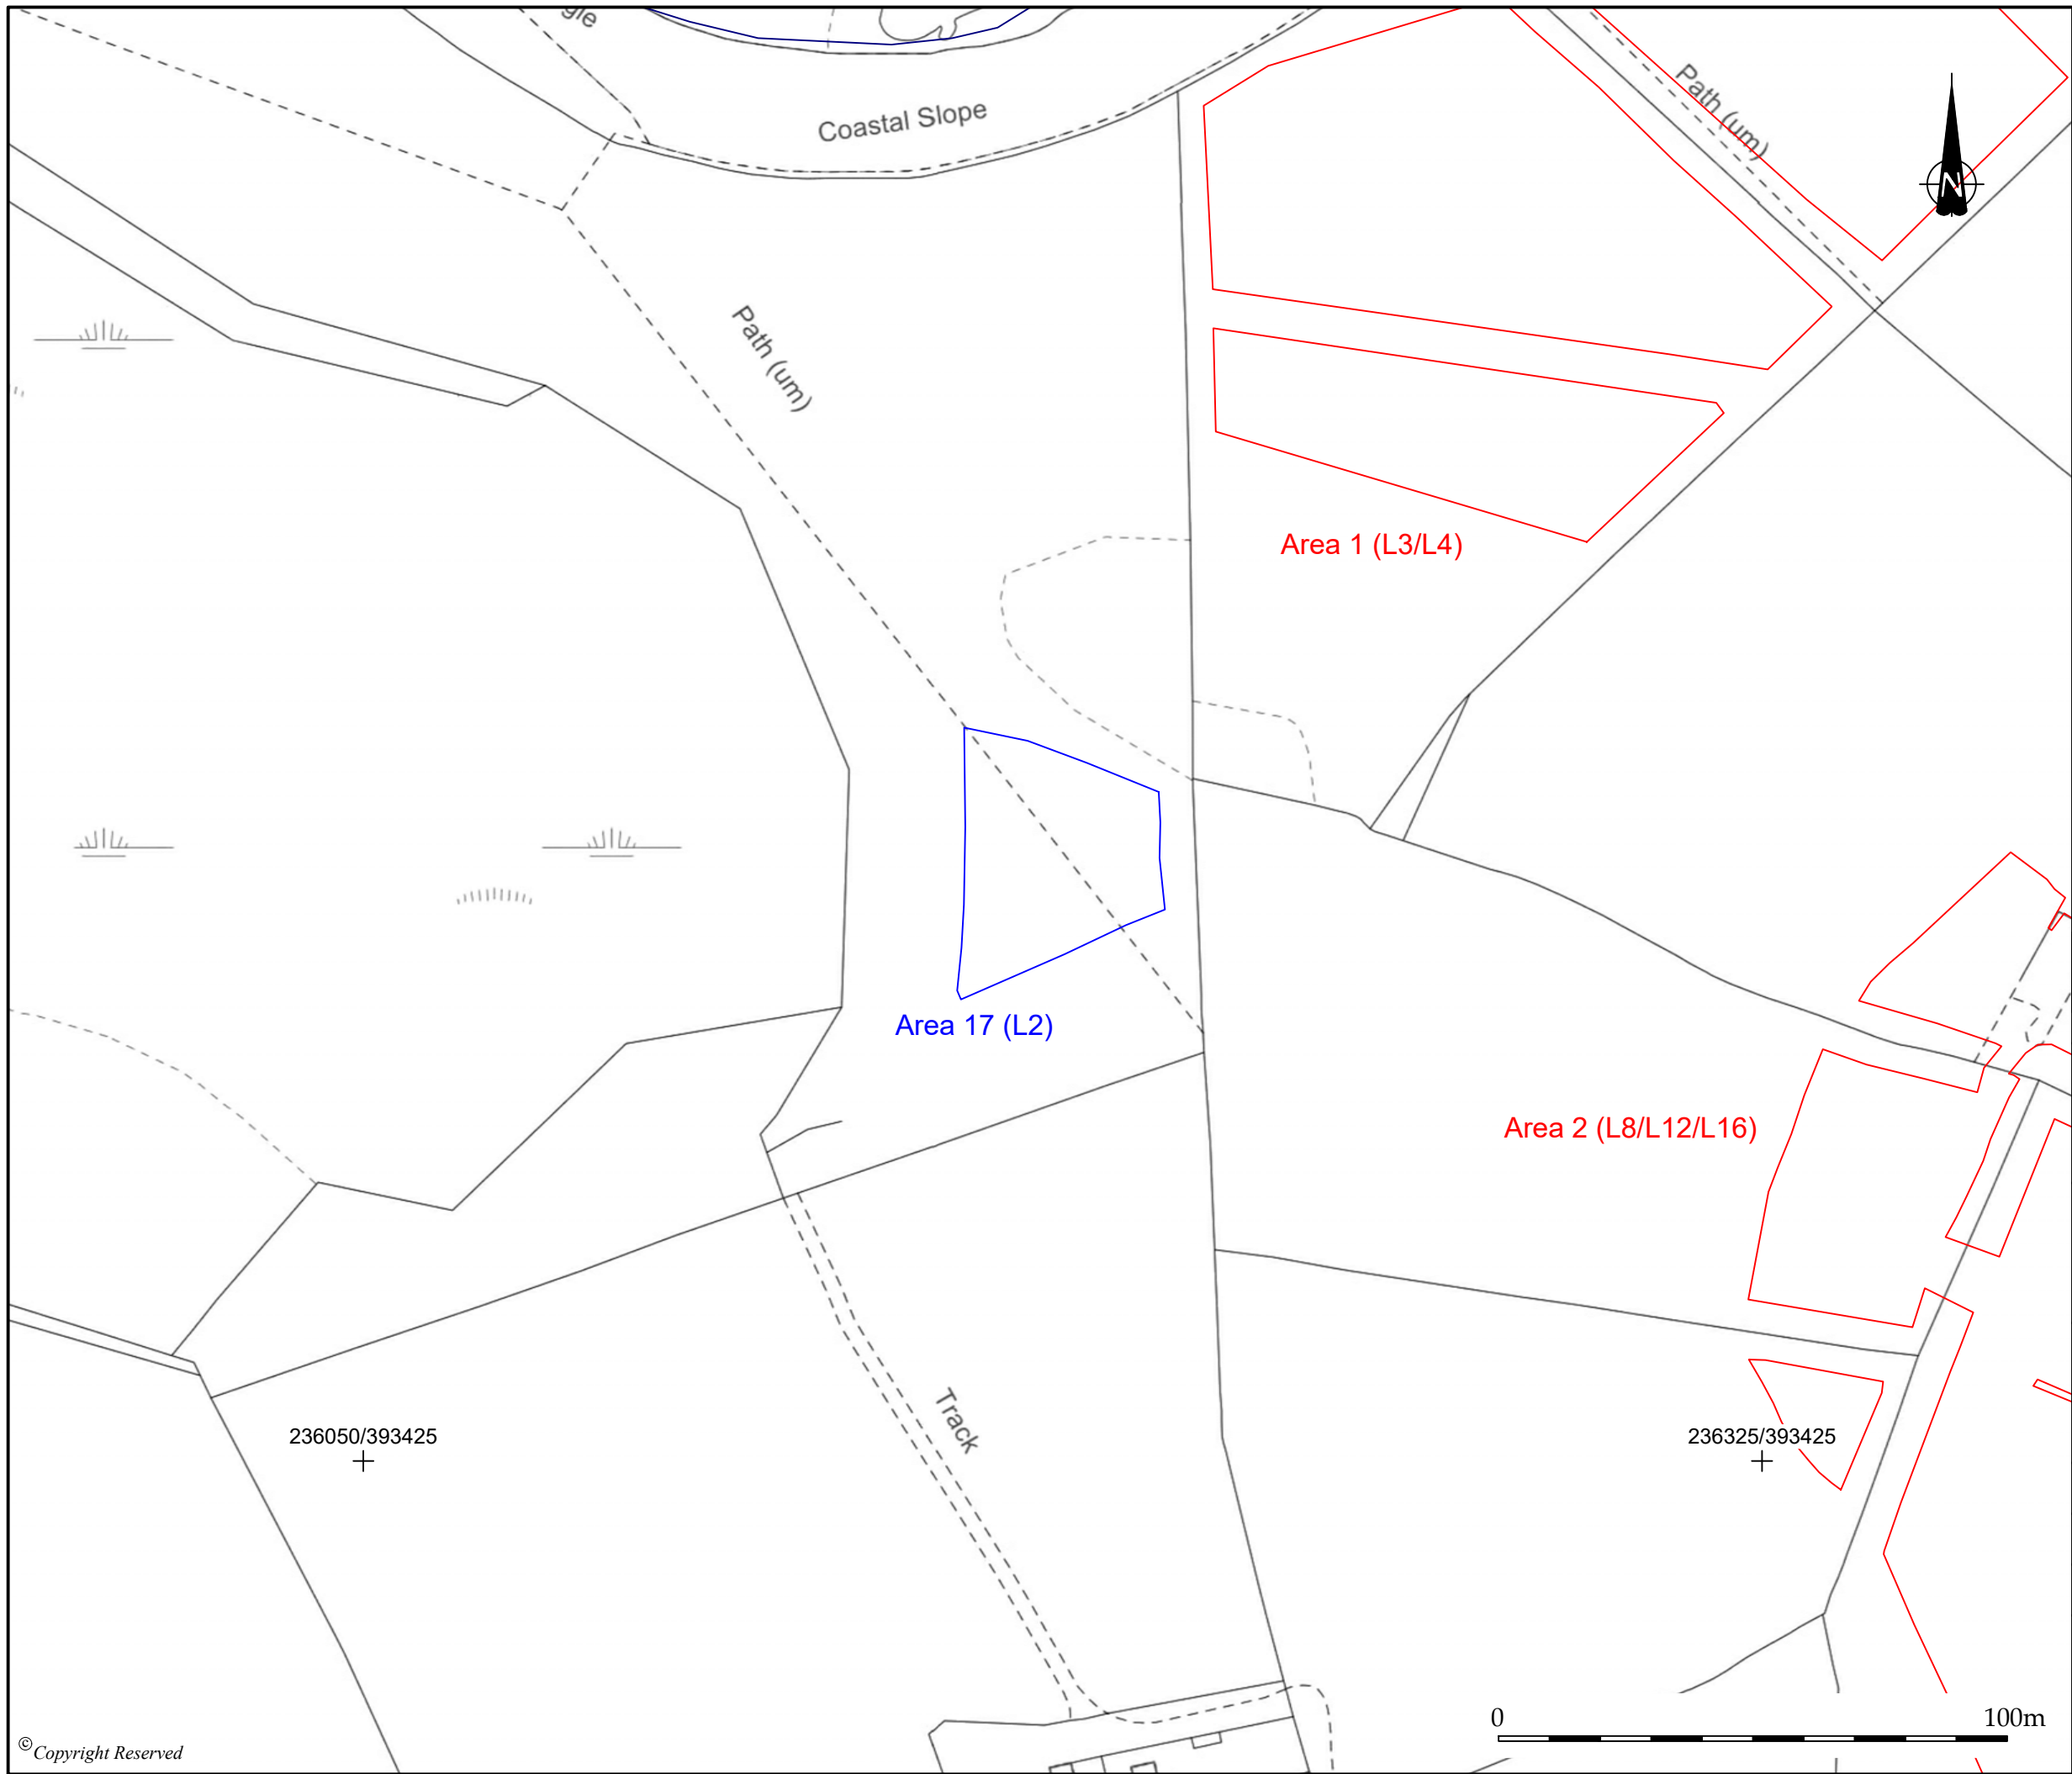 gle
Coastal Slope
Path (um)
N
Path (um)
Area 1 (L3/L4)
Area 17 (L2)
Area 2 (L8/L12/L16)
Track
236050/393425
236325/393425
0 100m
©Copyright Reserved